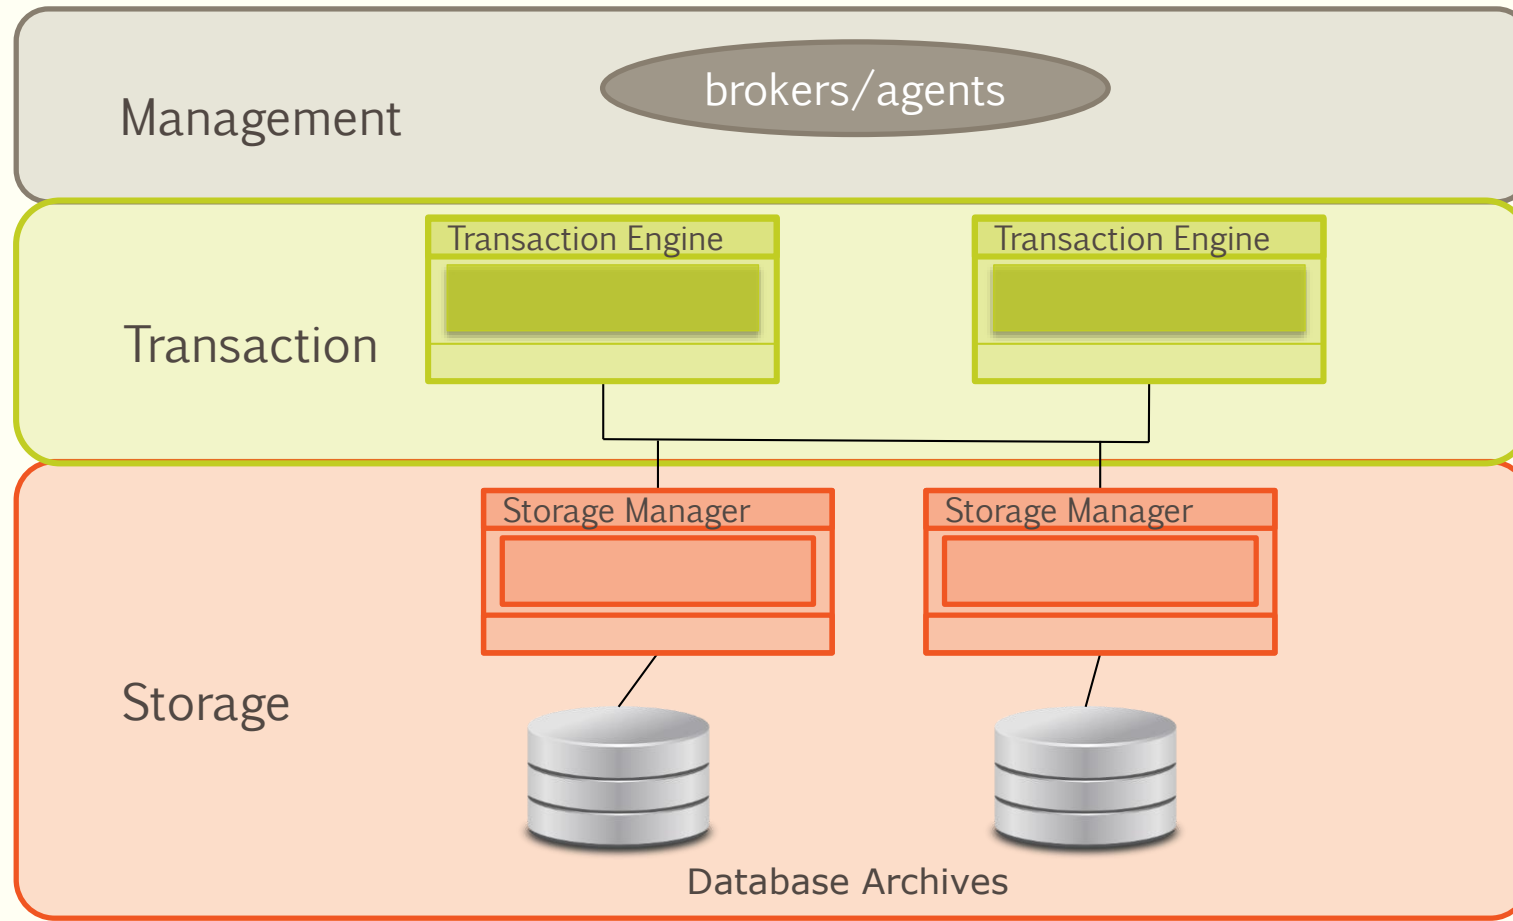 brokers/agents
Management
Transaction Engine
Transaction Engine
Transaction
Storage Manager
Storage Manager
Storage
Database Archives